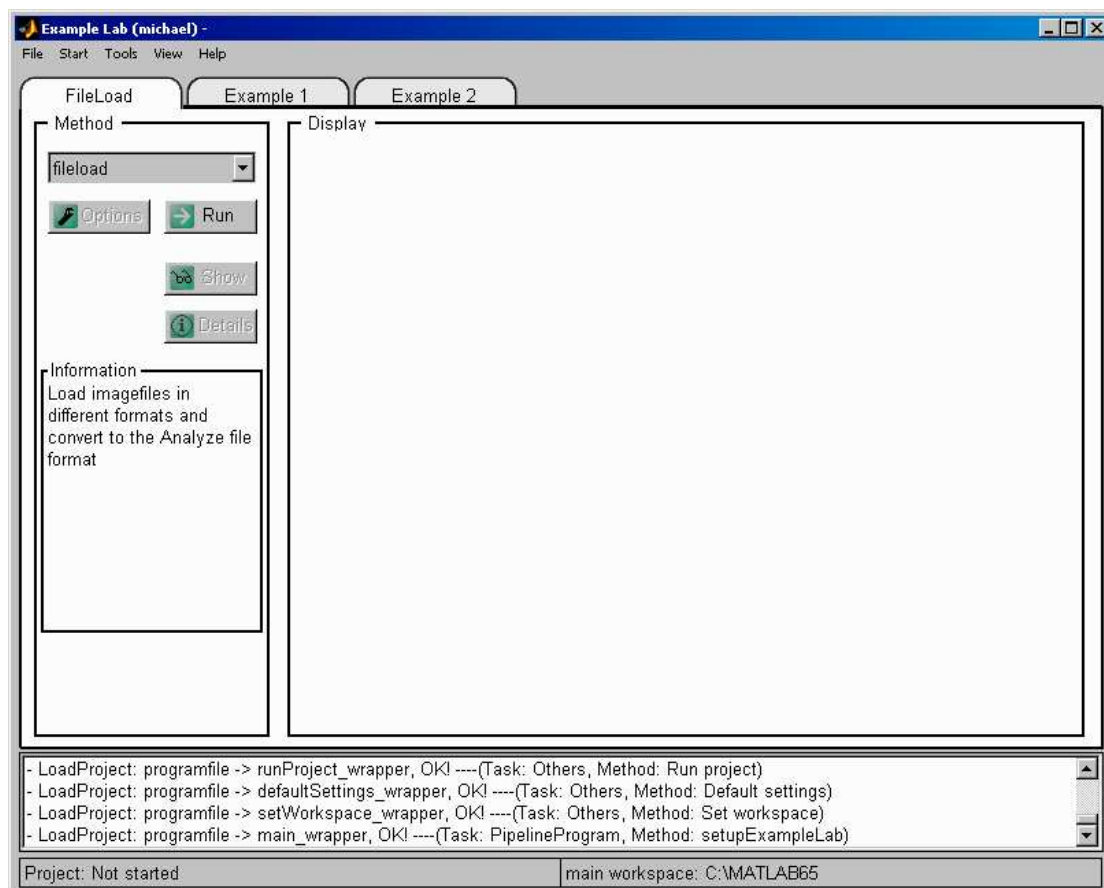 Example Lab (michael) -
File Start Tools View Help
FileLoad Example 1 Example 2
Method
Display
fileload
Options Run
Show
Details
Information
Load imagefiles in
different formats and
convert to the Analyze file
format
- LoadProject: programfile -> runProject_wrapper, OK! ----(Task: Others, Method: Run project)
- LoadProject: programfile -> defaultSettings_wrapper, OK! ----(Task: Others, Method: Default settings)
- LoadProject: programfile -> setWorkspace_wrapper, OK! ----(Task: Others, Method: Set workspace)
- LoadProject: programfile -> main_wrapper, OK! ----(Task: PipelineProgram, Method: setupExampleLab)
Project: Not started
main workspace: C:\MATLAB65